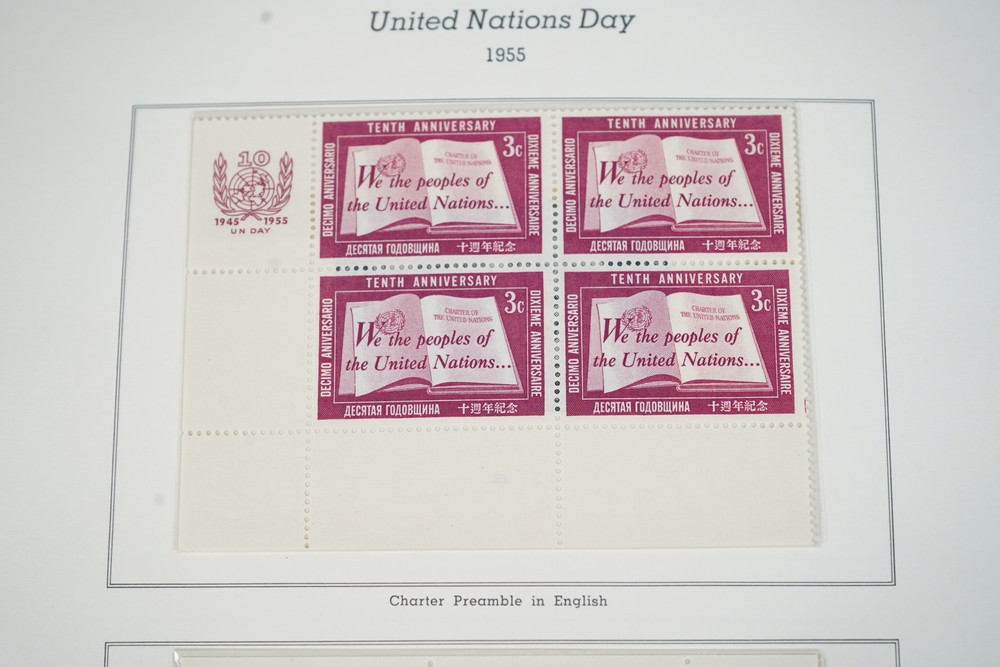 United Nations Day
1955
10
1945 1955
UN DAY
TENTH ANNIVERSARY
3c
DECIMO ANIVERSARIO
DIXIEME ANNIVERSAIRE
CHARTER OF
THE UNITED NATIONS
We the peoples of
the United Nations...
ДЕСЯТАЯ ГОДОВЩИНА 十週年紀念
TENTH ANNIVERSARY
3c
DECIMO ANIVERSARIO
DIXIEME ANNIVERSAIRE
CHARTER OF
THE UNITED NATIONS
We the peoples of
the United Nations...
ДЕСЯТАЯ ГОДОВЩИНА 十週年紀念
TENTH ANNIVERSARY
3c
DECIMO ANIVERSARIO
DIXIEME ANNIVERSAIRE
CHARTER OF
THE UNITED NATIONS
We the peoples of
the United Nations...
ДЕСЯТАЯ ГОДОВЩИНА 十週年紀念
TENTH ANNIVERSARY
3c
DECIMO ANIVERSARIO
DIXIEME ANNIVERSAIRE
CHARTER OF
THE UNITED NATIONS
We the peoples of
the United Nations...
ДЕСЯТАЯ ГОДОВЩИНА 十週年紀念
Charter Preamble in English